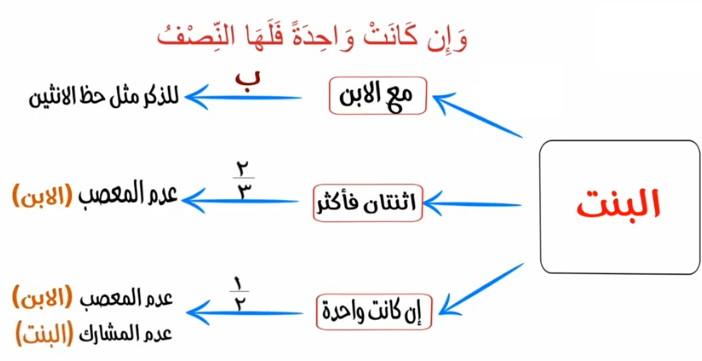 وَإِن كَانَتْ وَاحِدَةً فَلَهَا النِّصْفُ
البنت
مع الابن
ب
للذكر مثل حظ الانثيين
اثنتان فأكثر
٢
٣
عدم المعصب (الابن)
إن كانت واحدة
١
٢
عدم المعصب (الابن)
عدم المشارك (البنت)